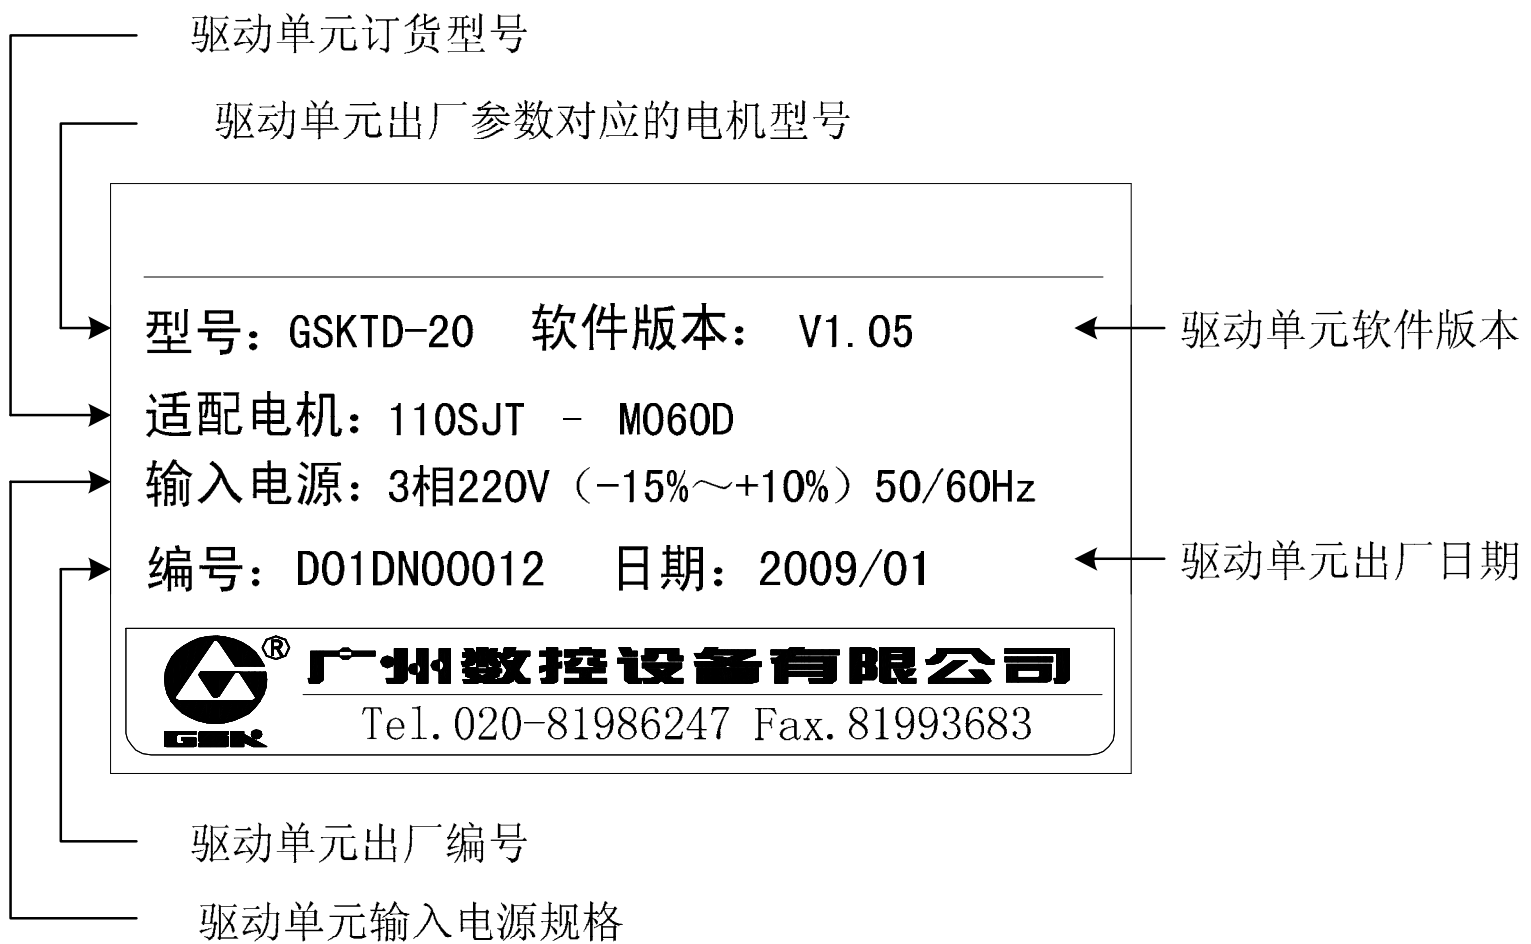 驱动单元订货型号
驱动单元出厂参数对应的电机型号
型号：GSKTD-20 软件版本： V1.05
驱动单元软件版本
适配电机：110SJT - M060D
输入电源：3相220V（-15%～+10%）50/60Hz
编号：D01DN00012 日期：2009/01
驱动单元出厂日期
® 广州数控设备有限公司
GSK
Tel.020-81986247 Fax.81993683
驱动单元出厂编号
驱动单元输入电源规格